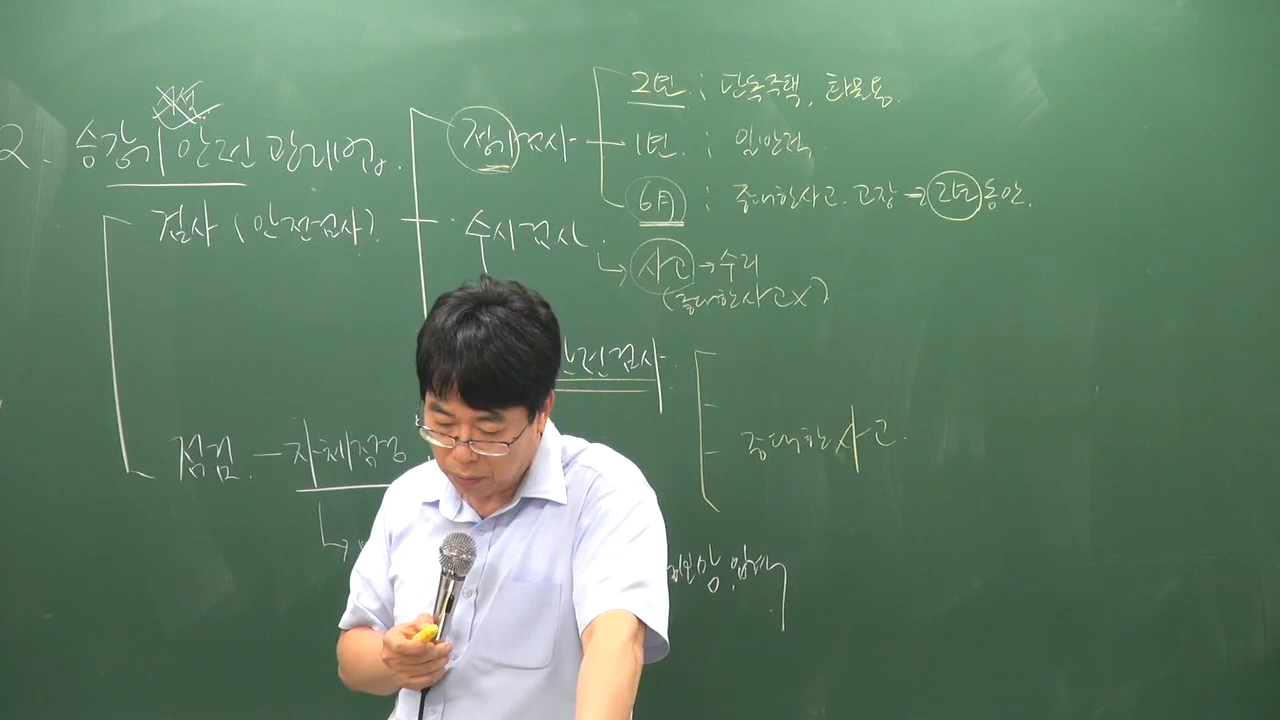 2. 승강기 안전관리법.
검사 (안전검사)
정기검사
2년 ; 단독주택, 화물용.
1년. ; 일반적.
6月 ; 중대한사고. 고장 → 2년동안.
수시검사.
사고 → 수리
(중대한사고X)
안전검사.
중대한사고.
점검 - 자체점검